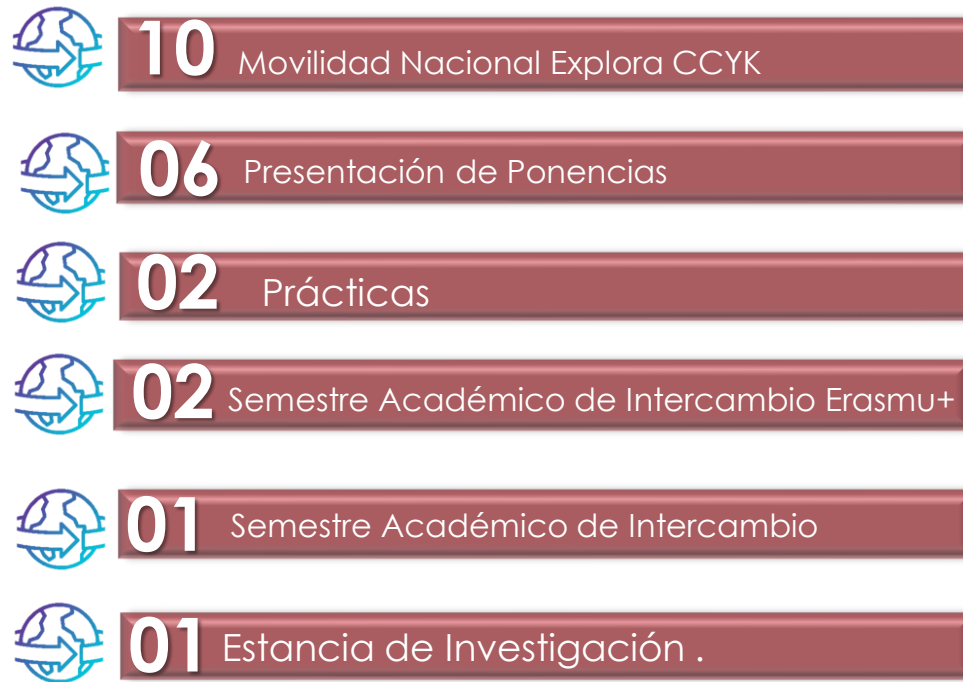 10 Movilidad Nacional Explora CCYK
06 Presentación de Ponencias
02 Prácticas
02 Semestre Académico de Intercambio Erasmu+
01 Semestre Académico de Intercambio
01 Estancia de Investigación .